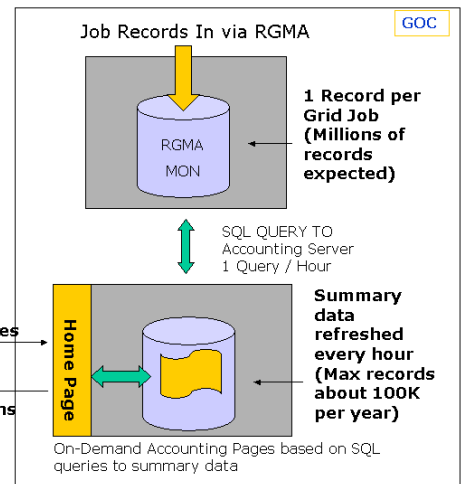 GOC
Job Records In via RGMA
RGMA
MON
1 Record per
Grid Job
(Millions of
records
expected)
SQL QUERY TO
Accounting Server
1 Query / Hour
Home Page
Summary
data
refreshed
every hour
(Max records
about 100K
per year)
On-Demand Accounting Pages based on SQL
queries to summary data